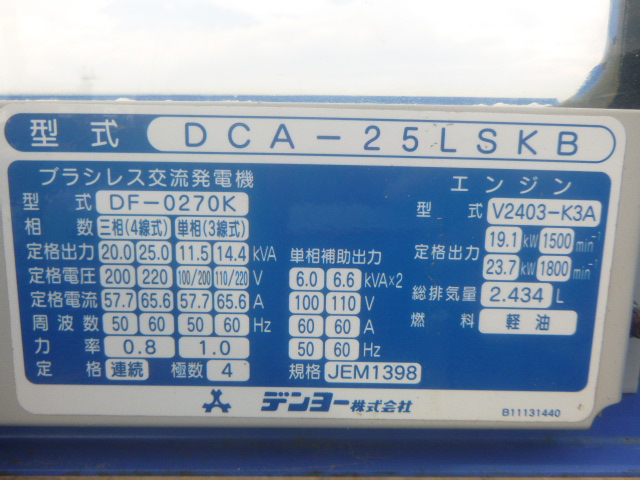 型式 DCA-25LSKB
ブラシレス交流発電機
型式 DF-0270K
相数 三相(4線式) 単相(3線式)
定格出力 20.0 25.0 11.5 14.4 kVA
定格電圧 200 220 100/200 110/220 V
定格電流 57.7 65.6 57.7 65.6 A
周波数 50 60 50 60 Hz
力率 0.8 1.0
定格 連続 極数 4
単相補助出力
6.0 6.6 kVA×2
100 110 V
60 60 A
50 60 Hz
規格 JEM1398
エンジン
型式 V2403-K3A
定格出力 19.1 kW 1500 min⁻¹
23.7 kW 1800 min⁻¹
総排気量 2.434 L
燃料 軽油
デンヨー株式会社
B11131440